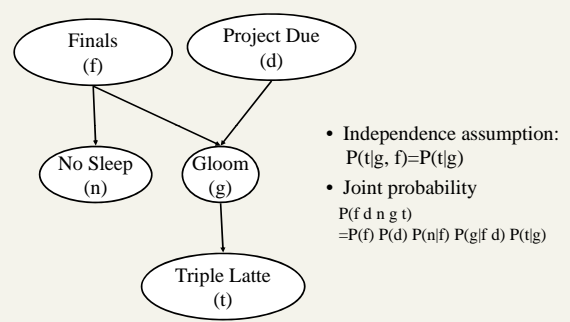 Finals
(f)
Project Due
(d)
No Sleep
(n)
Gloom
(g)
Triple Latte
(t)
• Independence assumption:
P(t|g, f)=P(t|g)
• Joint probability
P(f d n g t)
=P(f) P(d) P(n|f) P(g|f d) P(t|g)